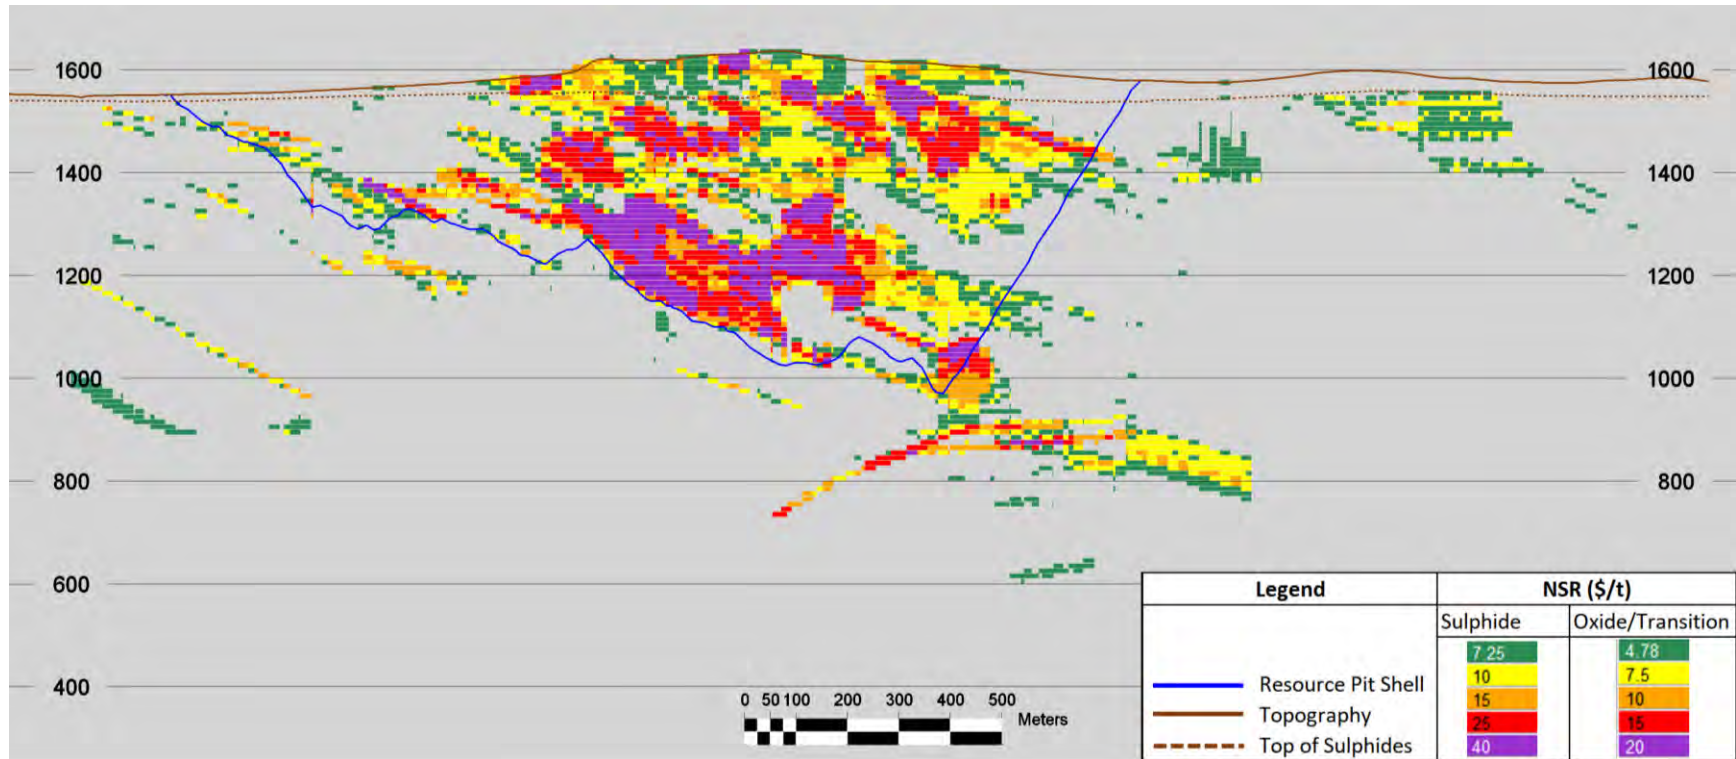 1600 1600
1400 1400
1200 1200
1000 1000
800 800
600
400
0 50 100 200 300 400 500
Meters
Legend NSR ($/t)
Sulphide Oxide/Transition
7.25 4.78
10 7.5
Resource Pit Shell 15 10
Topography 25 15
Top of Sulphides 40 20